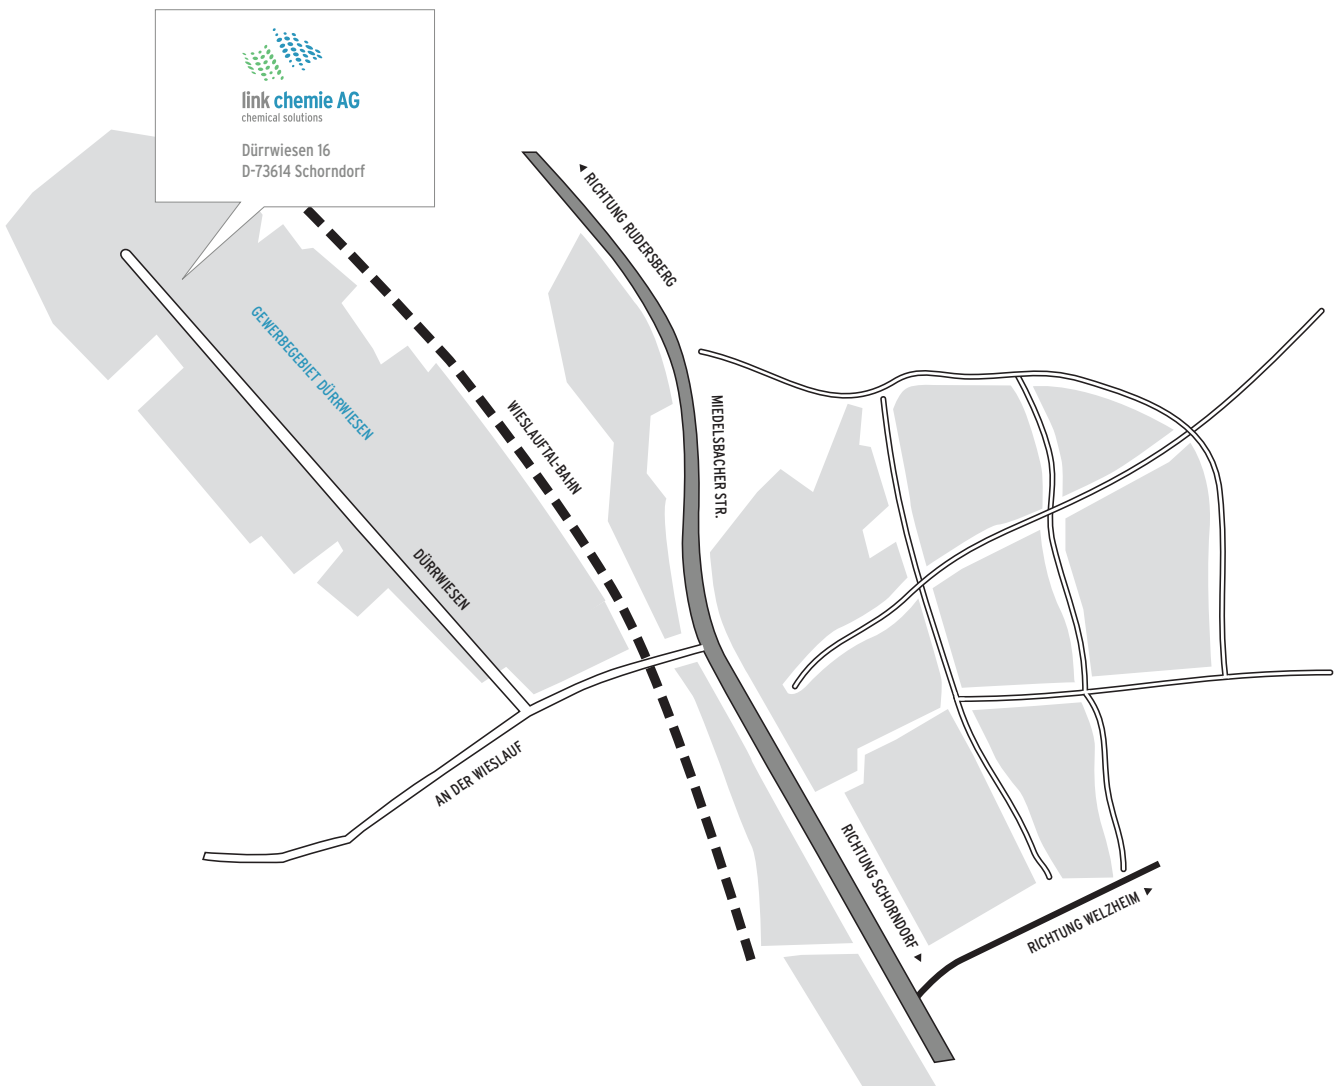 link chemie AG
chemical solutions
Dürrwiesen 16
D-73614 Schorndorf
RICHTUNG RUDERSBERG
GEWERBEGEBIET DÜRRWIESEN
WIESLAUFTAL-BAHN
MIEDELSBACHER STR.
DÜRRWIESEN
AN DER WIESLAUF
RICHTUNG SCHORNDORF
RICHTUNG WELZHEIM